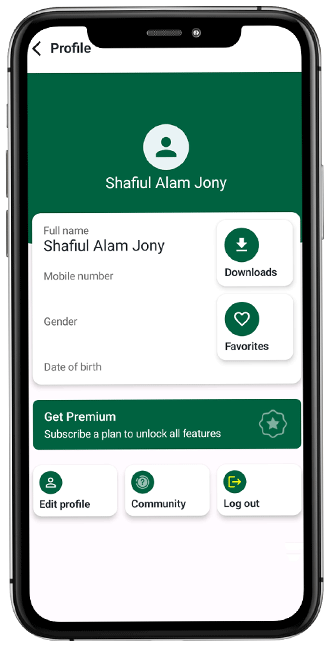 Profile
Shafiul Alam Jony
Full name
Shafiul Alam Jony
Mobile number
Gender
Date of birth
Downloads
Favorites
Get Premium
Subscribe a plan to unlock all features
Edit profile
Community
Log out